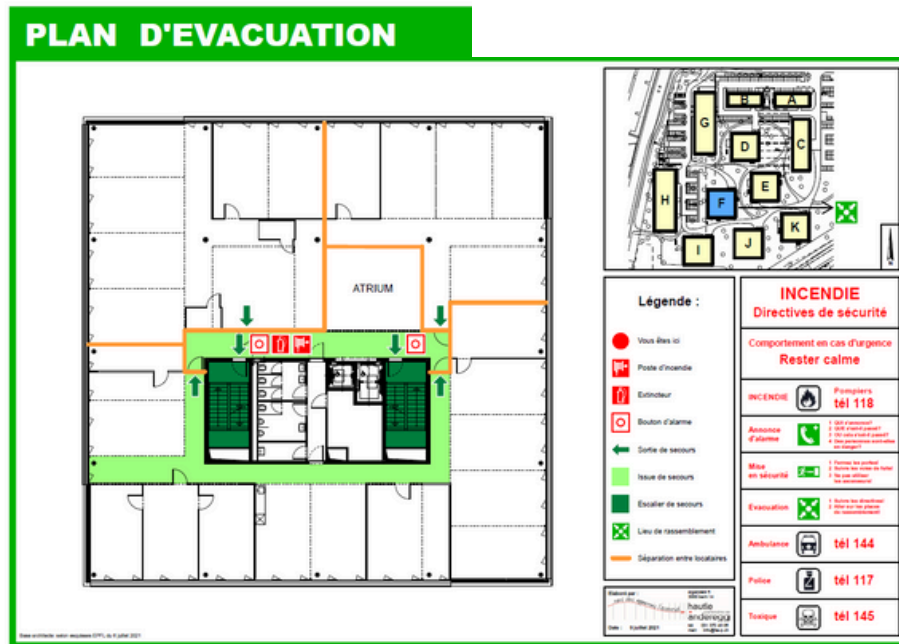 PLAN D'EVACUATION
ATRIUM
B
A
G
C
D
E
F
H
K
J
I
Légende :
Vous êtes ici
Poste d'incendie
Extincteur
Bouton d'alarme
Sortie de secours
Issue de secours
Escalier de secours
Lieu de rassemblement
Séparation entre locataires
INCENDIE
Directives de sécurité
Comportement en cas d'urgence
Rester calme
INCENDIE
Pompiers
tél 118
Annonce
d'alarme
Mise
en sécurité
Evacuation
Ambulance
tél 144
Police
tél 117
Toxique
tél 145
Elaboré par :
hautle
anderegg
Date : 6 juillet 2021